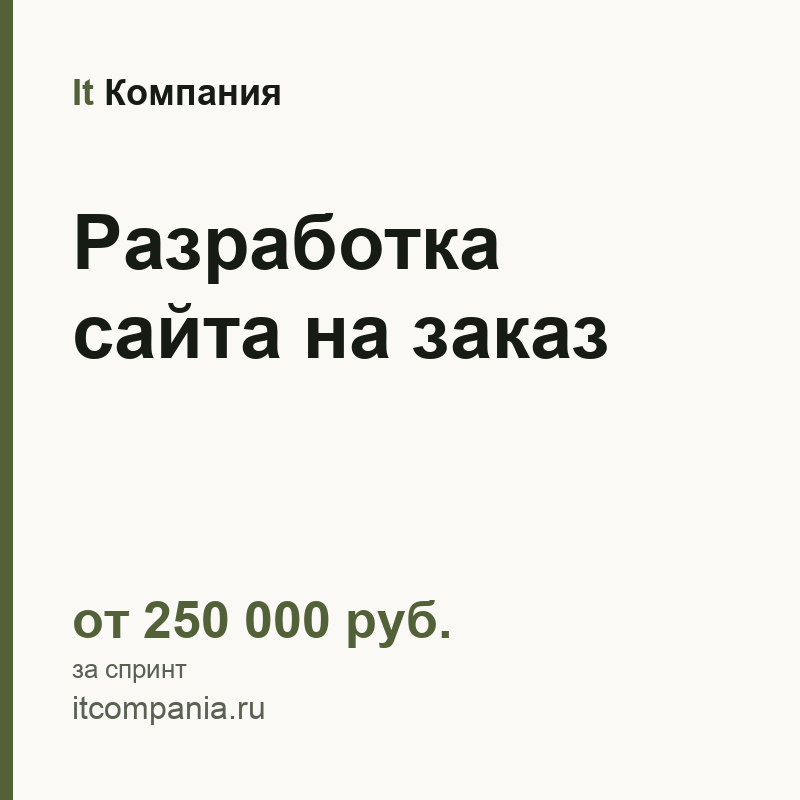 It Компания
Разработка
сайта на заказ
от 250 000 руб.
за спринт
itcompania.ru